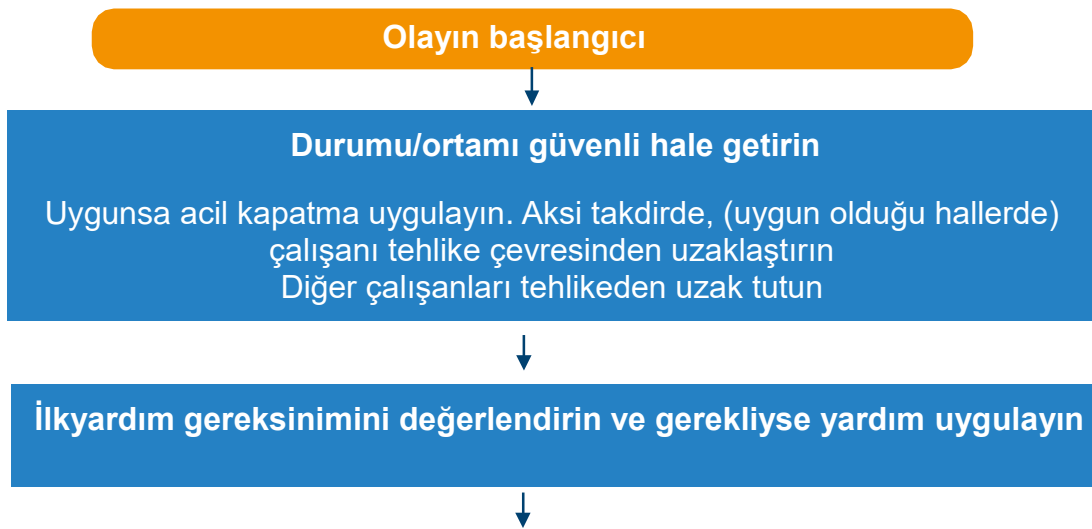 Olayın başlangıcı
Durumu/ortamı güvenli hale getirin
Uygunsa acil kapatma uygulayın. Aksi takdirde, (uygun olduğu hallerde)
çalışanı tehlike çevresinden uzaklaştırın
Diğer çalışanları tehlikeden uzak tutun
İlkyardım gereksinimini değerlendirin ve gerekliyse yardım uygulayın